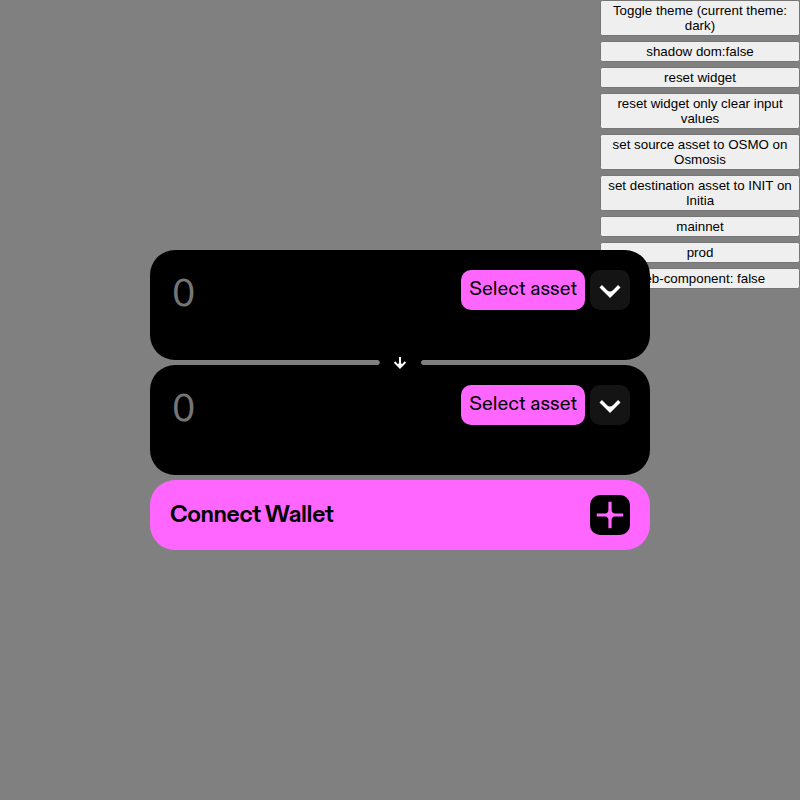 Toggle theme (current theme:
dark)
shadow dom:false
reset widget
reset widget only clear input
values
set source asset to OSMO on
Osmosis
set destination asset to INIT on
Initia
mainnet
prod
eb-component: false
0
Select asset
0
Select asset
Connect Wallet